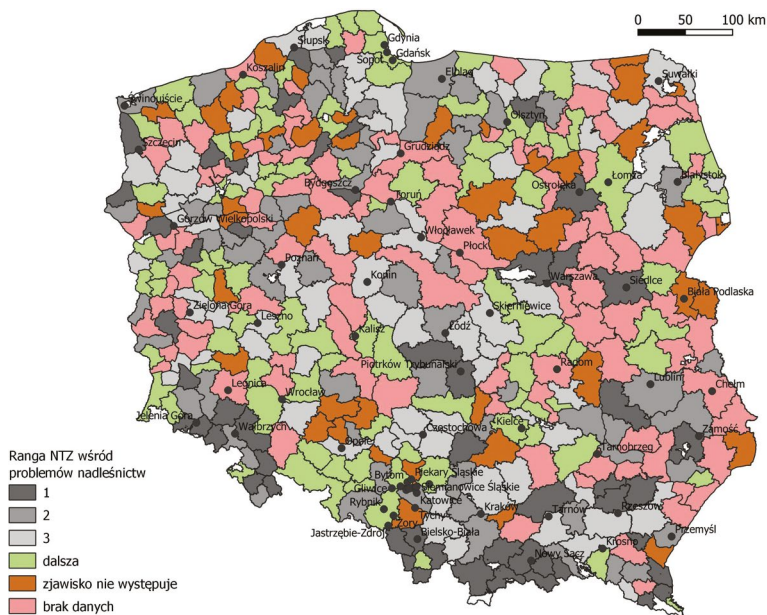 0 50 100 km
Słupsk
Gdynia
Sopot
Gdańsk
Koszalin
Elbląg
Suwałki
Świnoujście
Olsztyn
Szczecin
Grudziądz
Łomża
Białystok
Bydgoszcz
Ostrołęka
Toruń
Gorzów Wielkopolski
Włocławek
Płock
Poznań
Konin
Warszawa
Siedlce
Biała Podlaska
Zielona Góra
Leszno
Skierniewice
Kalisz
Łódź
Piotrków Trybunalski
Radom
Legnica
Wrocław
Lublin
Chełm
Jelenia Góra
Wałbrzych
Częstochowa
Kielce
Zamość
Opole
Tarnobrzeg
Bytom
Piekary Śląskie
Gliwice
Siemianowice Śląskie
Katowice
Rybnik
Tychy
Żory
Kraków
Tarnów
Rzeszów
Jastrzębie-Zdrój
Bielsko-Biała
Przemyśl
Nowy Sącz
Krosno
Ranga NTZ wśród
problemów nadleśnictw
1
2
3
dalsza
zjawisko nie występuje
brak danych